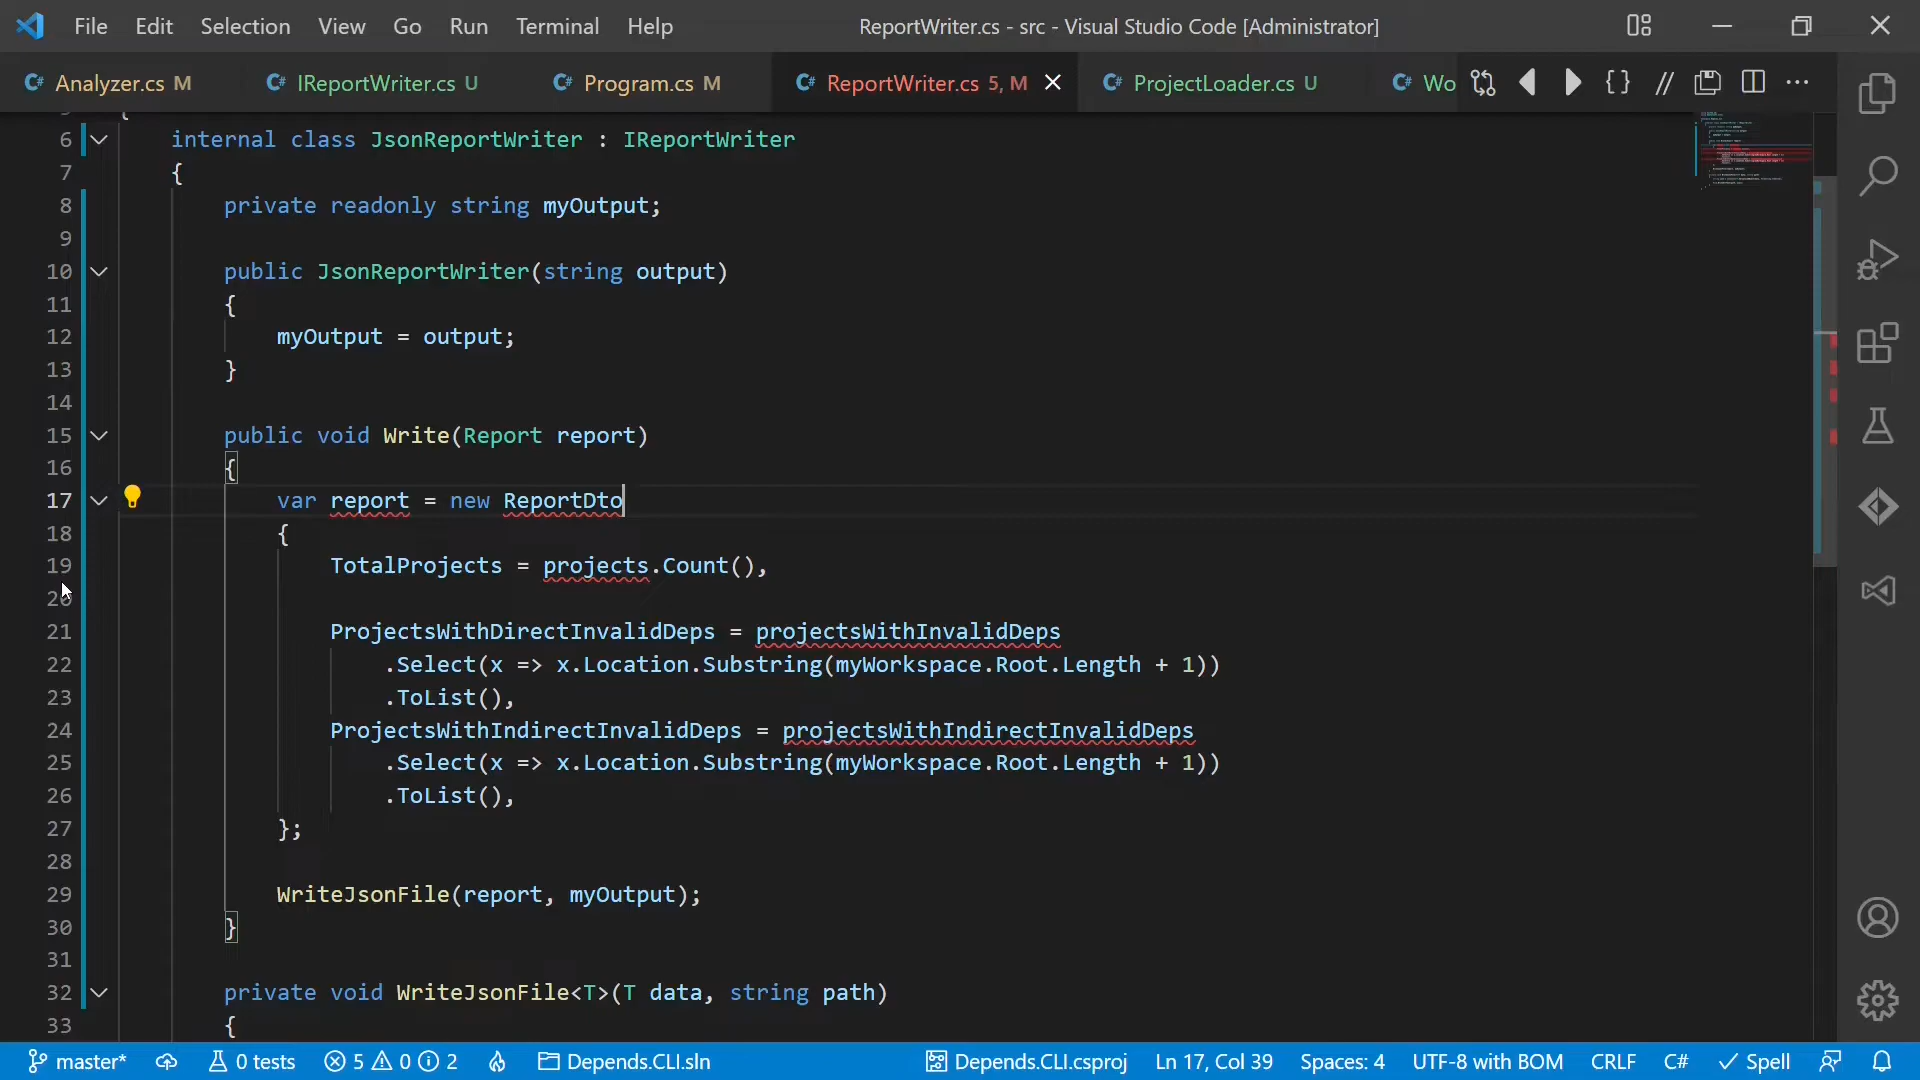 File Edit Selection View Go Run Terminal Help ReportWriter.cs - src - Visual Studio Code [Administrator]
C# Analyzer.cs M C# IReportWriter.cs U C# Program.cs M C# ReportWriter.cs 5, M C# ProjectLoader.cs U C# Wo
6 internal class JsonReportWriter : IReportWriter
7 {
8 private readonly string myOutput;
9
10 public JsonReportWriter(string output)
11 {
12 myOutput = output;
13 }
14
15 public void Write(Report report)
16 {
17 var report = new ReportDto
18 {
19 TotalProjects = projects.Count(),
20
21 ProjectsWithDirectInvalidDeps = projectsWithInvalidDeps
22 .Select(x => x.Location.Substring(myWorkspace.Root.Length + 1))
23 .ToList(),
24 ProjectsWithIndirectInvalidDeps = projectsWithIndirectInvalidDeps
25 .Select(x => x.Location.Substring(myWorkspace.Root.Length + 1))
26 .ToList(),
27 };
28
29 WriteJsonFile(report, myOutput);
30 }
31
32 private void WriteJsonFile<T>(T data, string path)
33 {
master* 0 tests 5 0 2 Depends.CLI.sln Depends.CLI.csproj Ln 17, Col 39 Spaces: 4 UTF-8 with BOM CRLF C# Spell